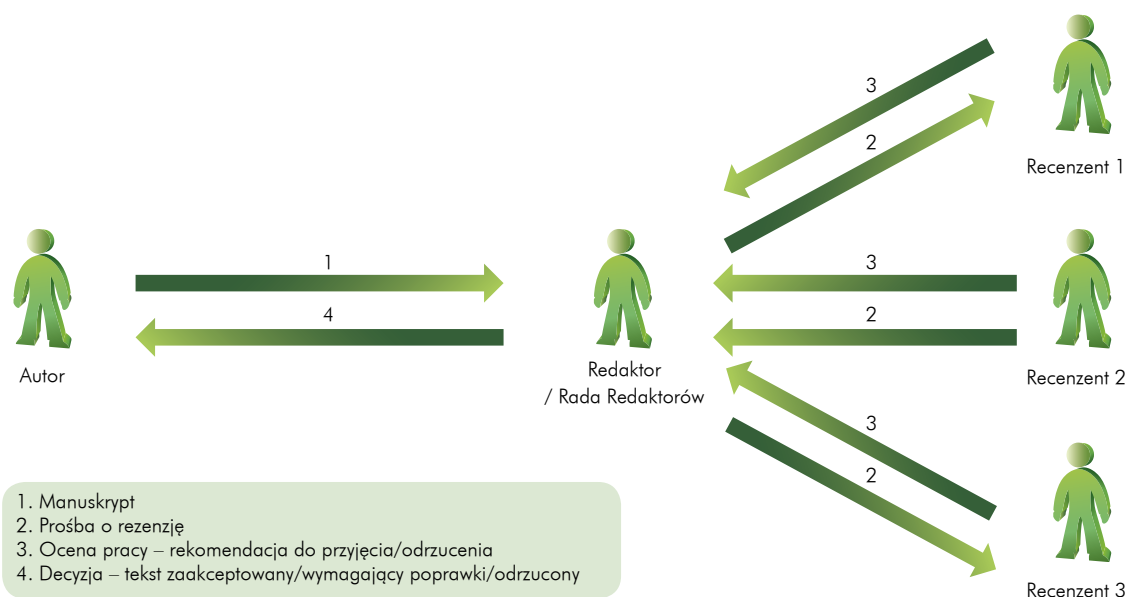 3
2
Recenzent 1
1
4
3
2
Autor
Redaktor
/ Rada Redaktorów
Recenzent 2
3
2
Recenzent 3
1. Manuskrypt
2. Prośba o rezenzję
3. Ocena pracy – rekomendacja do przyjęcia/odrzucenia
4. Decyzja – tekst zaakceptowany/wymagający poprawki/odrzucony